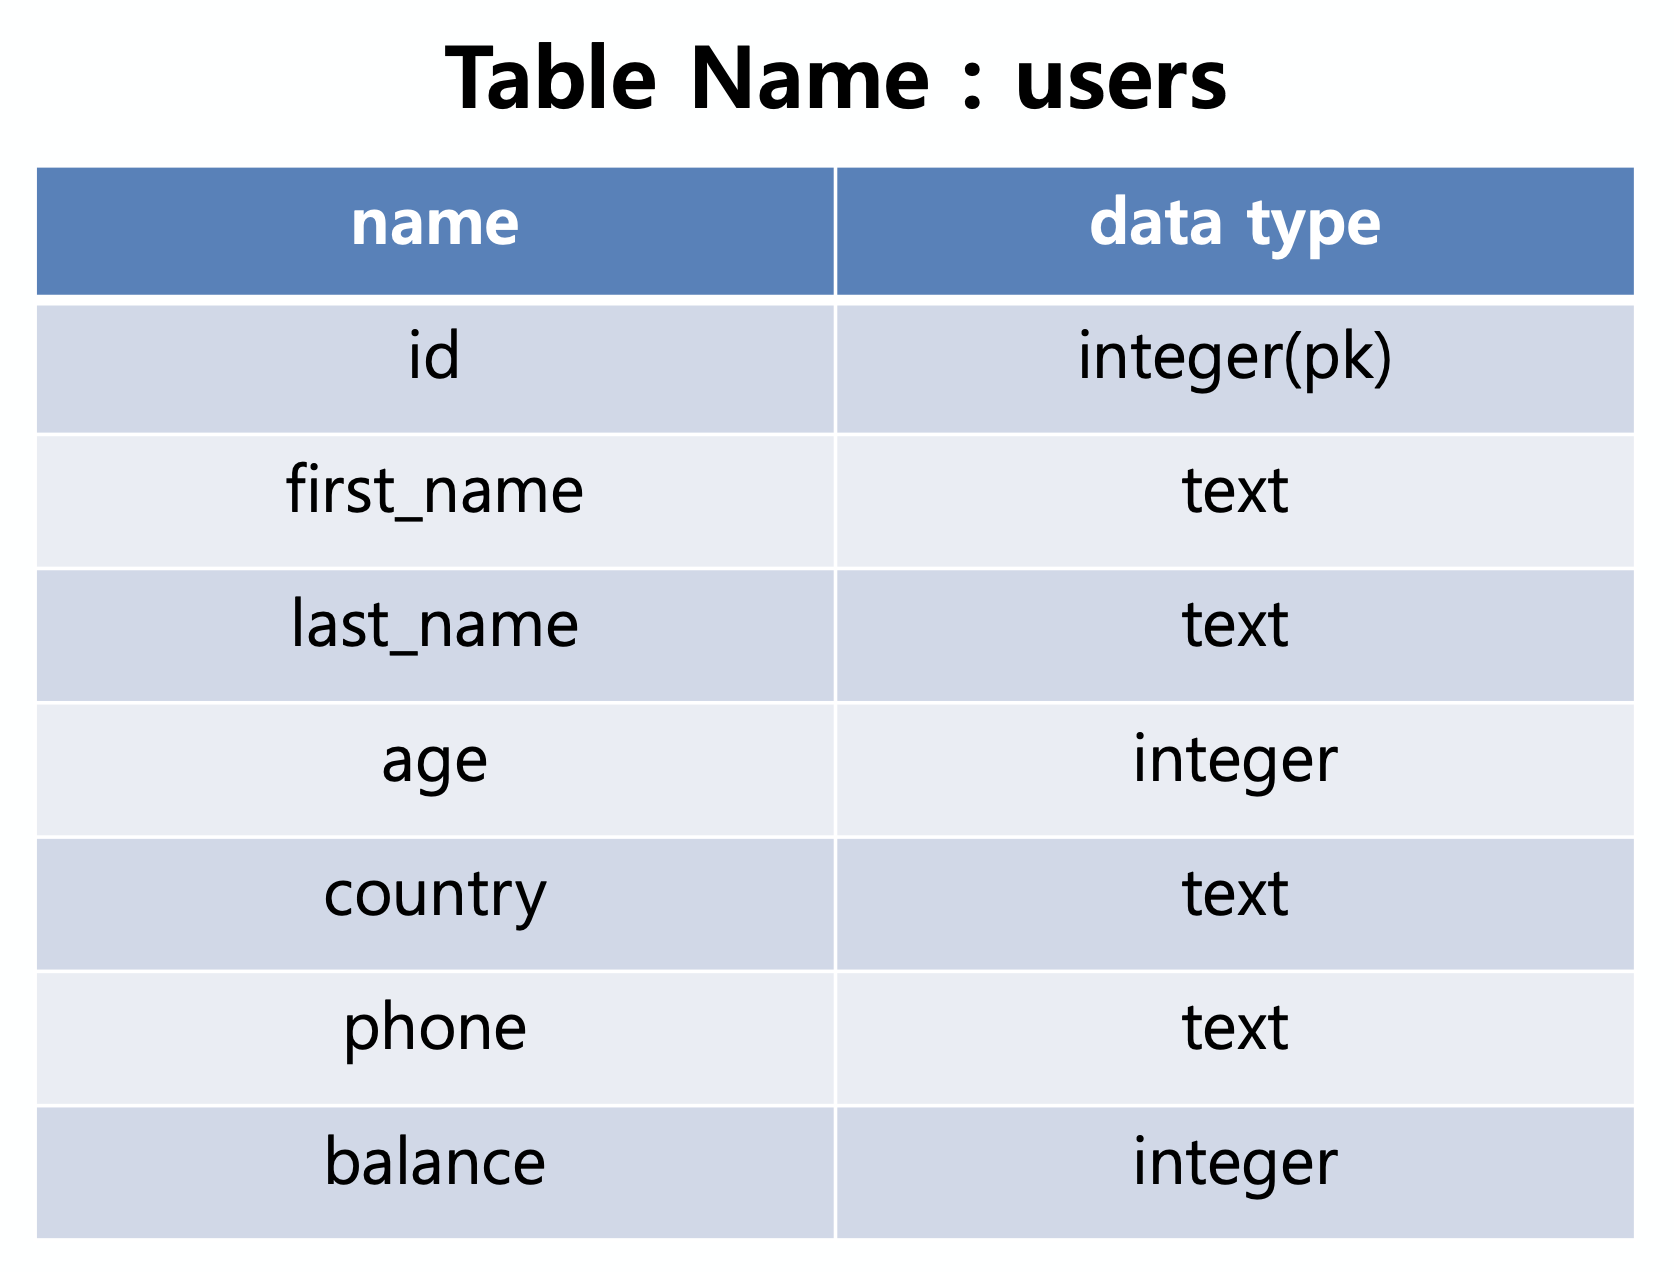 Table Name : users
name data type
id integer(pk)
first_name text
last_name text
age integer
country text
phone text
balance integer